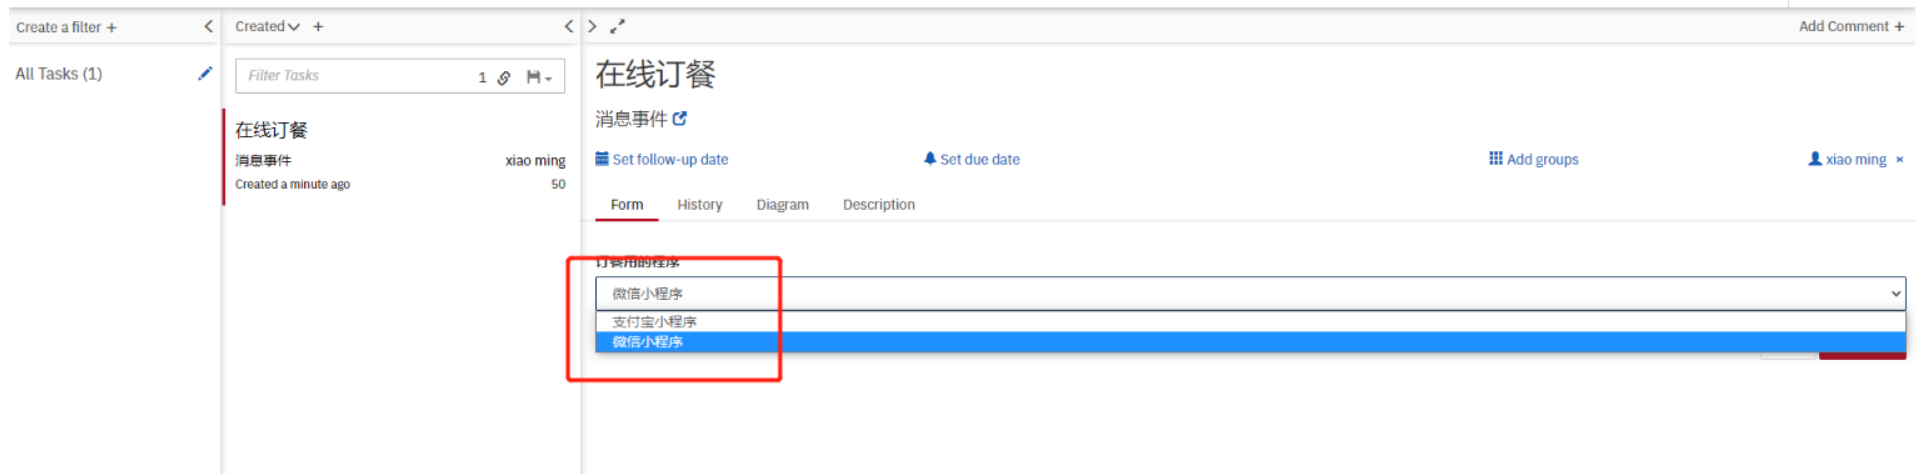 Create a filter +
All Tasks (1)
Created +
Filter Tasks 1
在线订餐
消息事件 xiao ming
Created a minute ago 50
Add Comment +
在线订餐
消息事件
Set follow-up date Set due date Add groups xiao ming ×
Form History Diagram Description
订餐用的程序
微信小程序
支付宝小程序
微信小程序